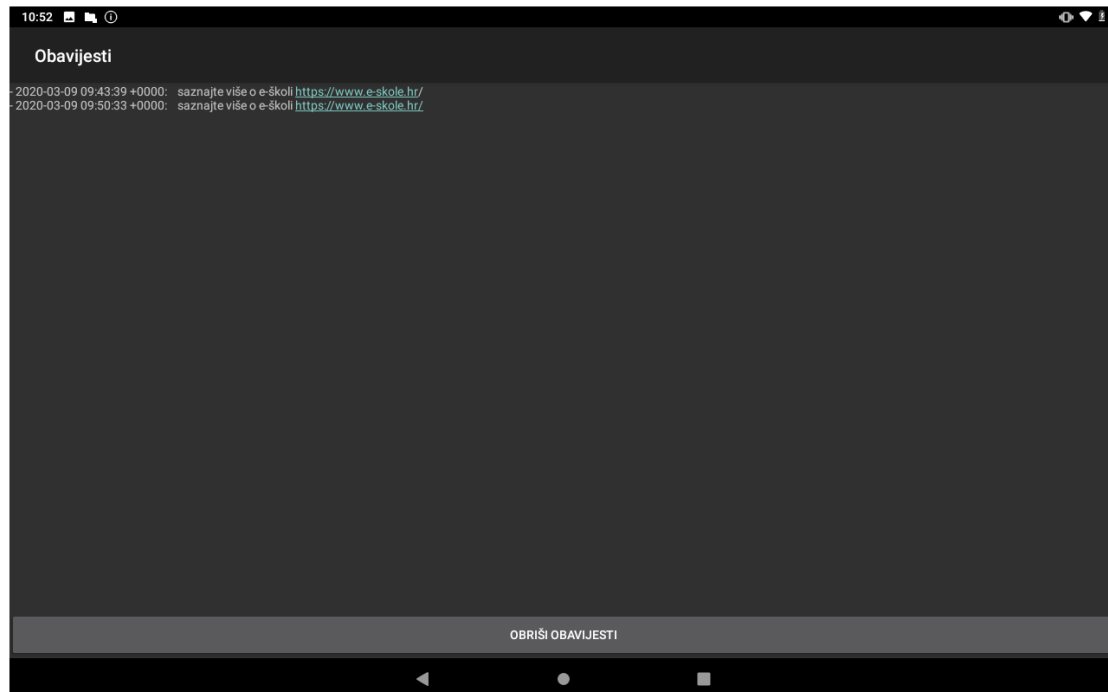 10:52
Obavijesti
- 2020-03-09 09:43:39 +0000: saznajte više o e-školi https://www.e-skole.hr/
- 2020-03-09 09:50:33 +0000: saznajte više o e-školi https://www.e-skole.hr/
OBRIŠI OBAVIJESTI